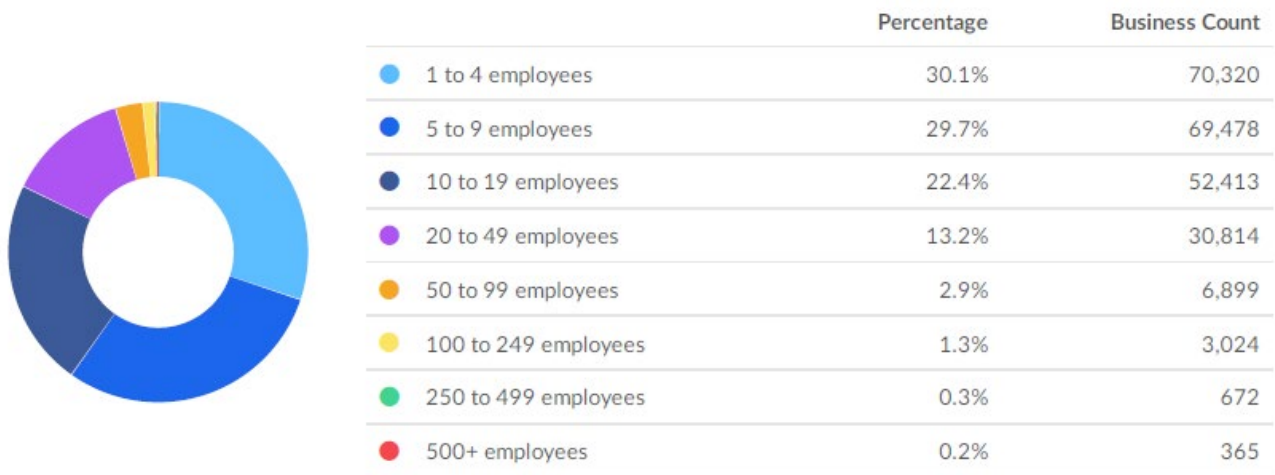 Percentage Business Count
1 to 4 employees 30.1% 70,320
5 to 9 employees 29.7% 69,478
10 to 19 employees 22.4% 52,413
20 to 49 employees 13.2% 30,814
50 to 99 employees 2.9% 6,899
100 to 249 employees 1.3% 3,024
250 to 499 employees 0.3% 672
500+ employees 0.2% 365